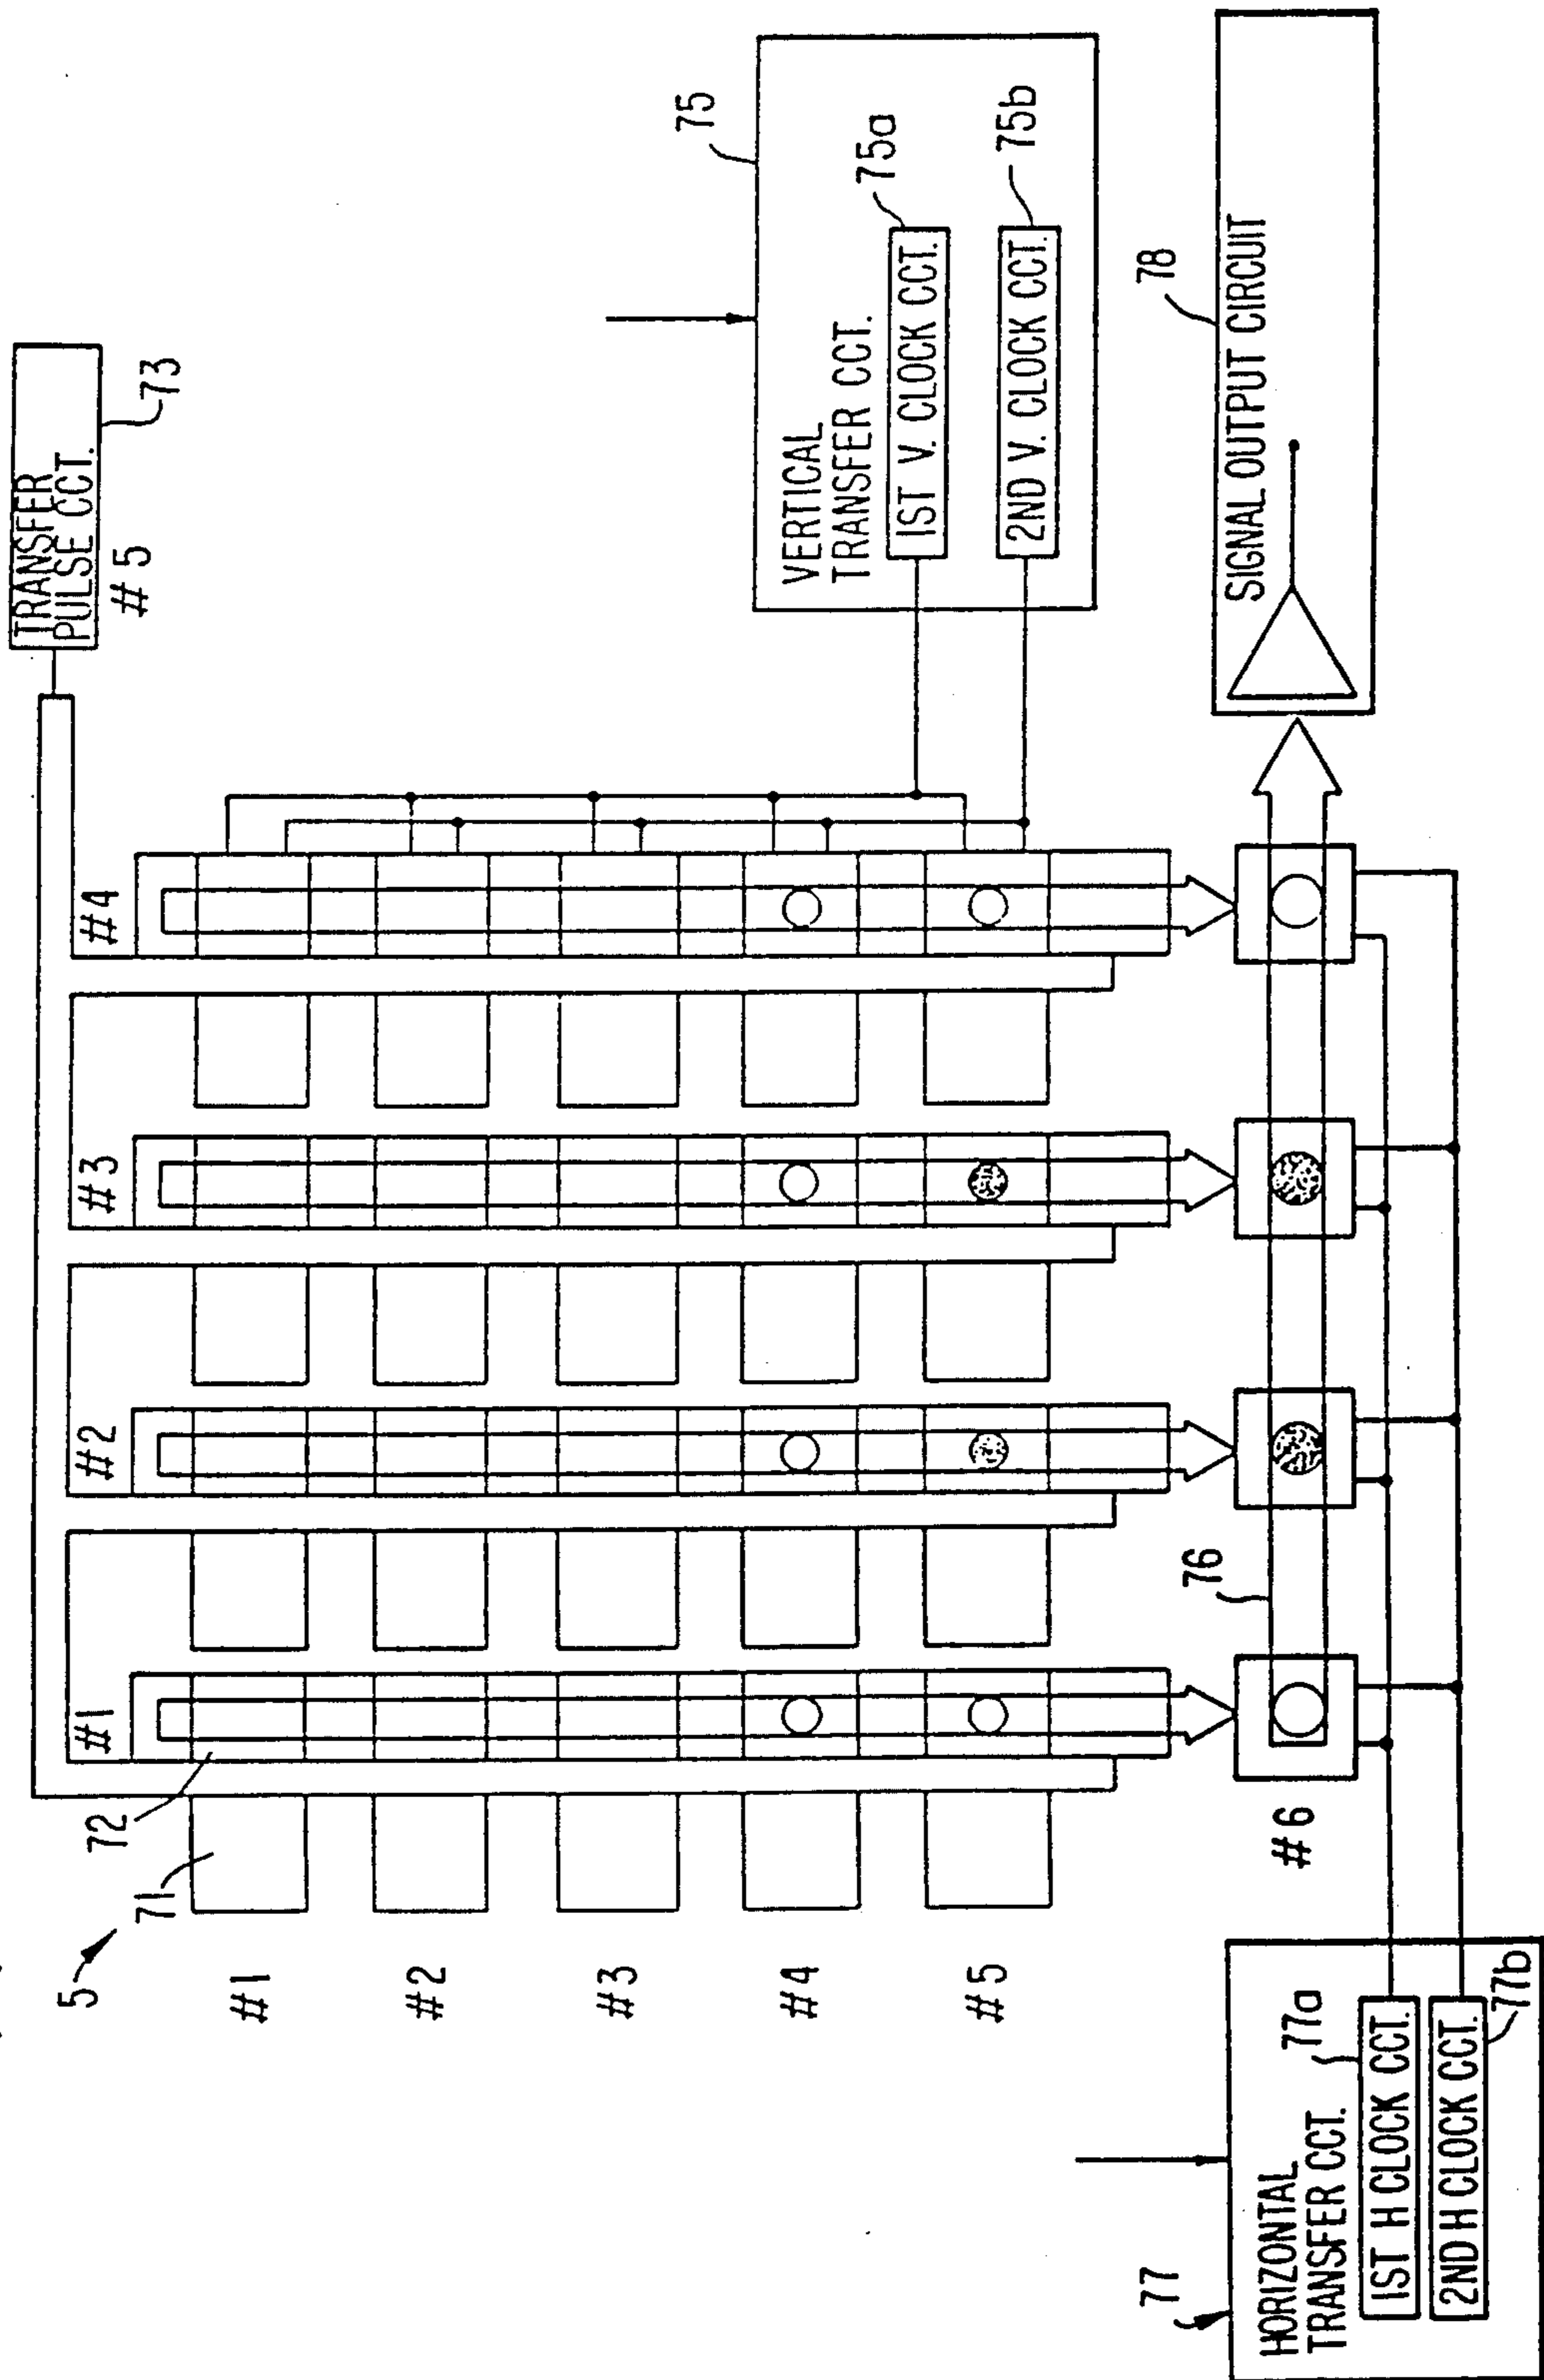 TRANSFER
PULSE CCT.
73
#5
5
71
72
#1
#2
#3
#4
#1
#2
#3
#4
#5
75
VERTICAL
TRANSFER CCT.
75a
1ST V. CLOCK CCT.
75b
2ND V. CLOCK CCT.
#6
76
78
SIGNAL OUTPUT CIRCUIT
77
HORIZONTAL
TRANSFER CCT.
77a
1ST H CLOCK CCT.
2ND H CLOCK CCT.
77b